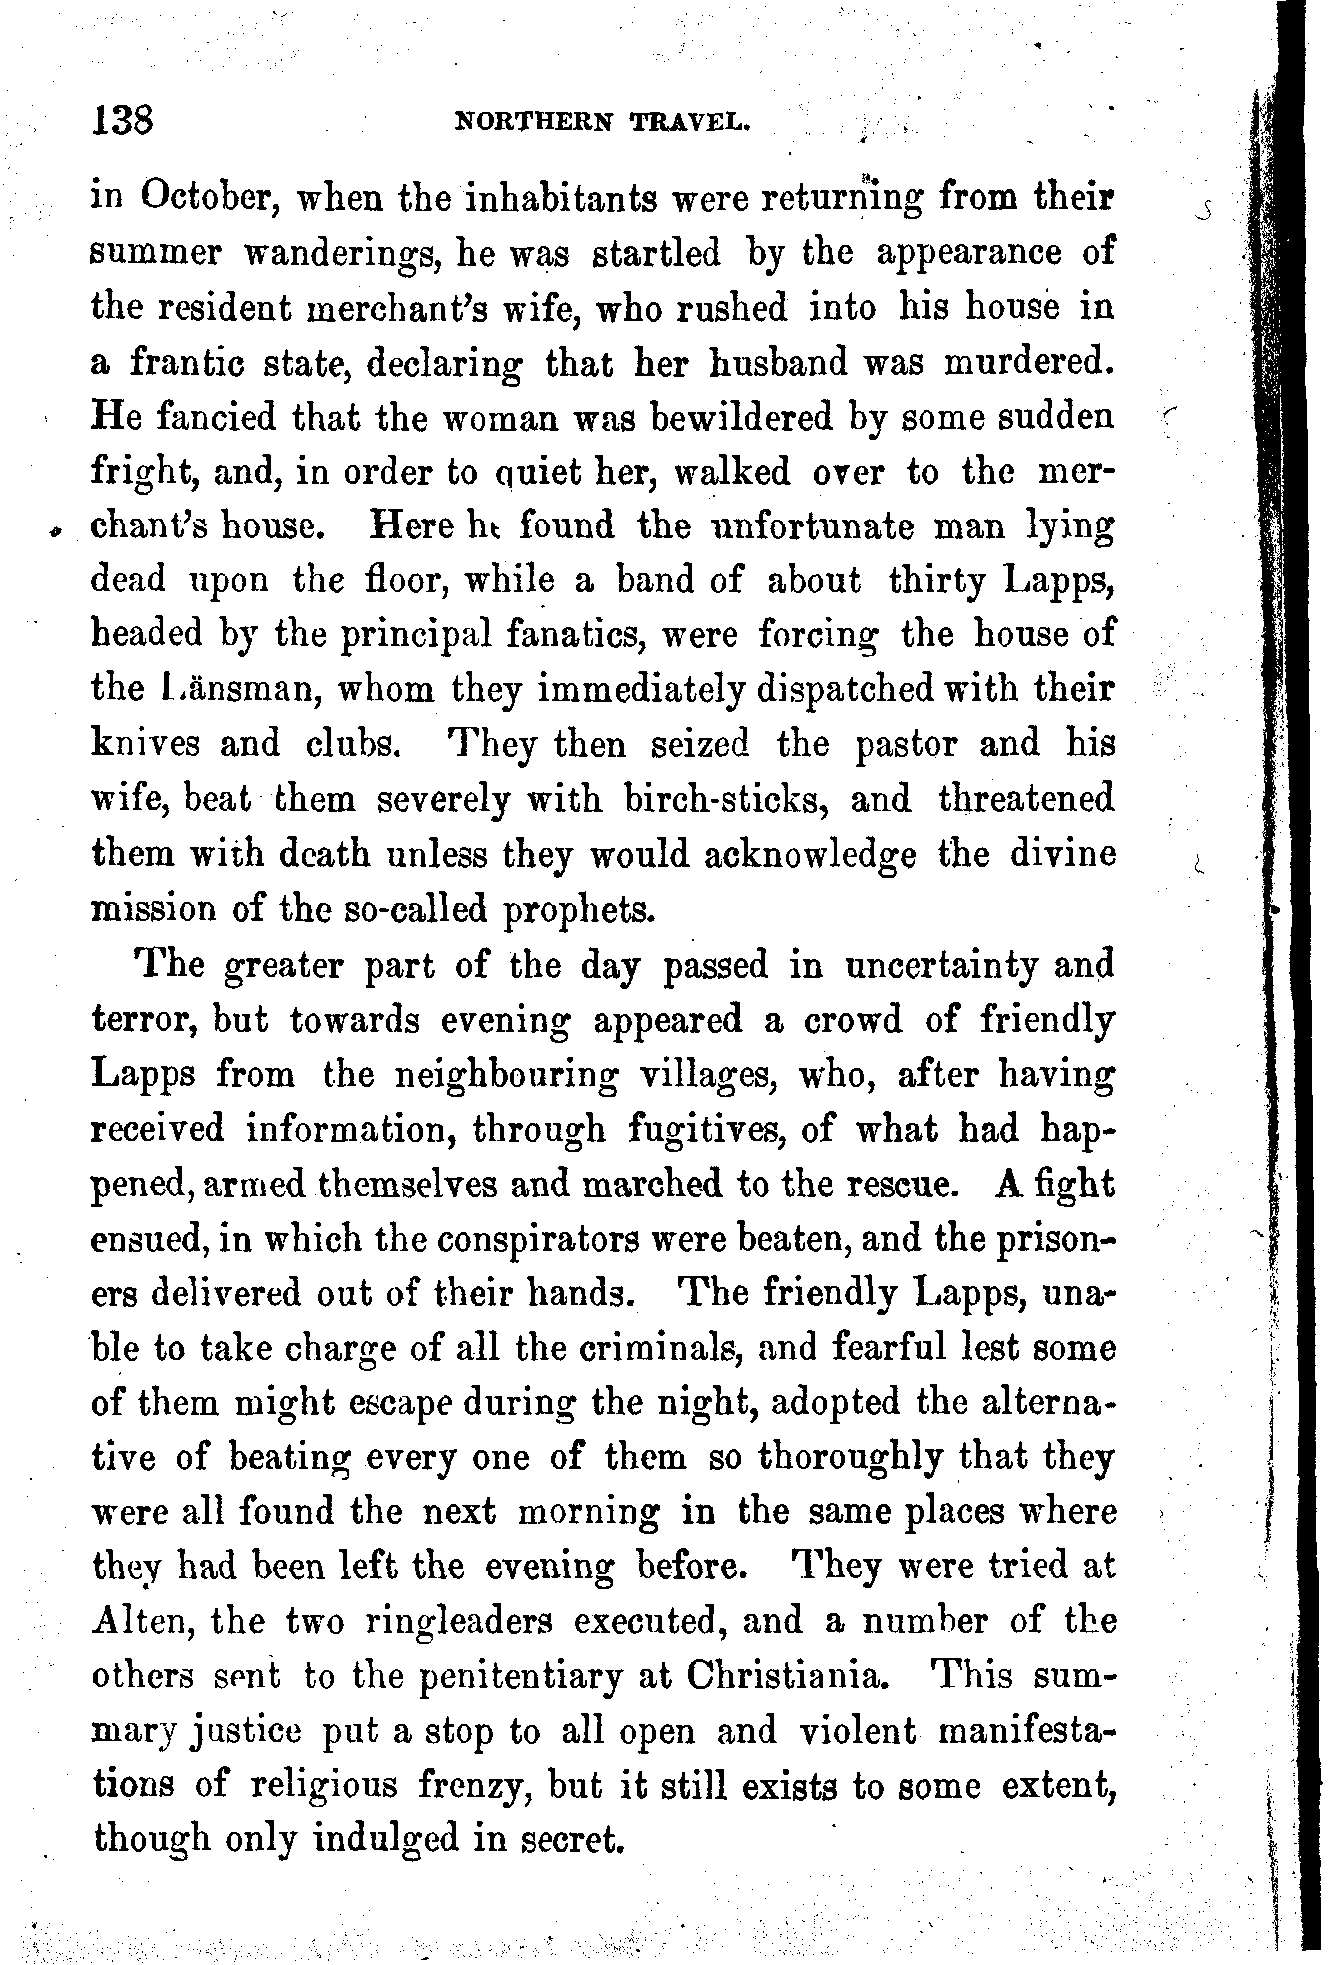 138 NORTHERN TRAVEL.
in October, when the inhabitants were returning from their
summer wanderings, he was startled by the appearance of
the resident merchant's wife, who rushed into his house in
a frantic state, declaring that her husband was murdered.
He fancied that the woman was bewildered by some sudden
fright, and, in order to quiet her, walked over to the mer-
chant's house. Here he found the unfortunate man lying
dead upon the floor, while a band of about thirty Lapps,
headed by the principal fanatics, were forcing the house of
the Länsman, whom they immediately dispatched with their
knives and clubs. They then seized the pastor and his
wife, beat them severely with birch-sticks, and threatened
them with death unless they would acknowledge the divine
mission of the so-called prophets.
The greater part of the day passed in uncertainty and
terror, but towards evening appeared a crowd of friendly
Lapps from the neighbouring villages, who, after having
received information, through fugitives, of what had hap-
pened, armed themselves and marched to the rescue. A fight
ensued, in which the conspirators were beaten, and the prison-
ers delivered out of their hands. The friendly Lapps, una-
ble to take charge of all the criminals, and fearful lest some
of them might escape during the night, adopted the alterna-
tive of beating every one of them so thoroughly that they
were all found the next morning in the same places where
they had been left the evening before. They were tried at
Alten, the two ringleaders executed, and a number of the
others sent to the penitentiary at Christiania. This sum-
mary justice put a stop to all open and violent manifesta-
tions of religious frenzy, but it still exists to some extent,
though only indulged in secret.